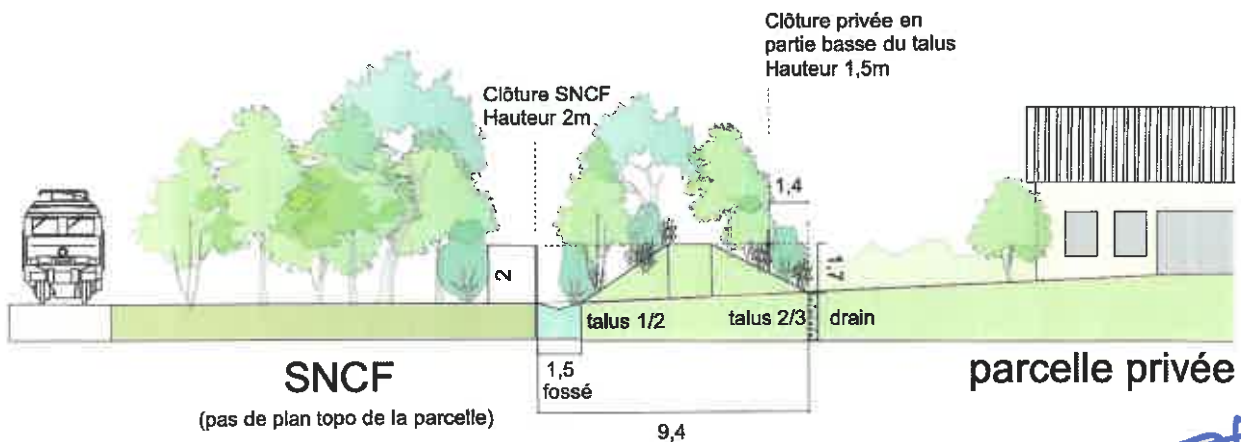 Clôture privée en
partie basse du talus
Hauteur 1,5m
Clôture SNCF
Hauteur 2m
1,4
2
1,7
talus 1/2
talus 2/3
drain
1,5
fossé
SNCF
(pas de plan topo de la parcelle)
parcelle privée
9,4